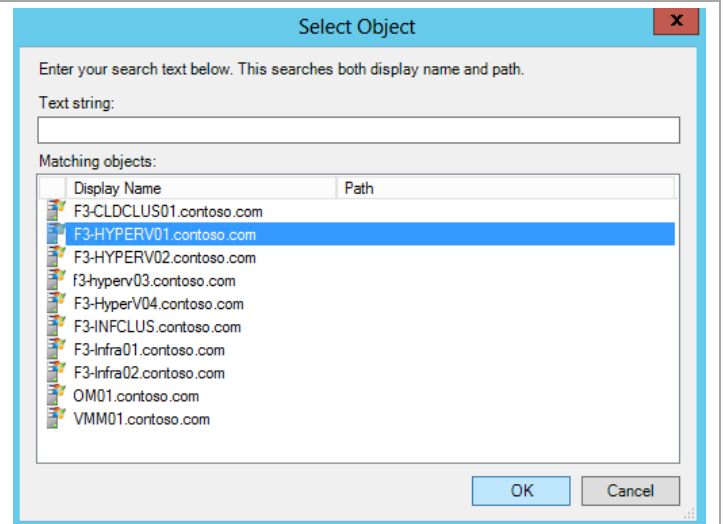 Select Object
x
Enter your search text below. This searches both display name and path.
Text string:
Matching objects:
Display Name Path
F3-CLDCLUS01.contoso.com
F3-HYPERV01.contoso.com
F3-HYPERV02.contoso.com
f3-hyperv03.contoso.com
F3-HyperV04.contoso.com
F3-INFCLUS.contoso.com
F3-Infra01.contoso.com
F3-Infra02.contoso.com
OM01.contoso.com
VMM01.contoso.com
OK Cancel